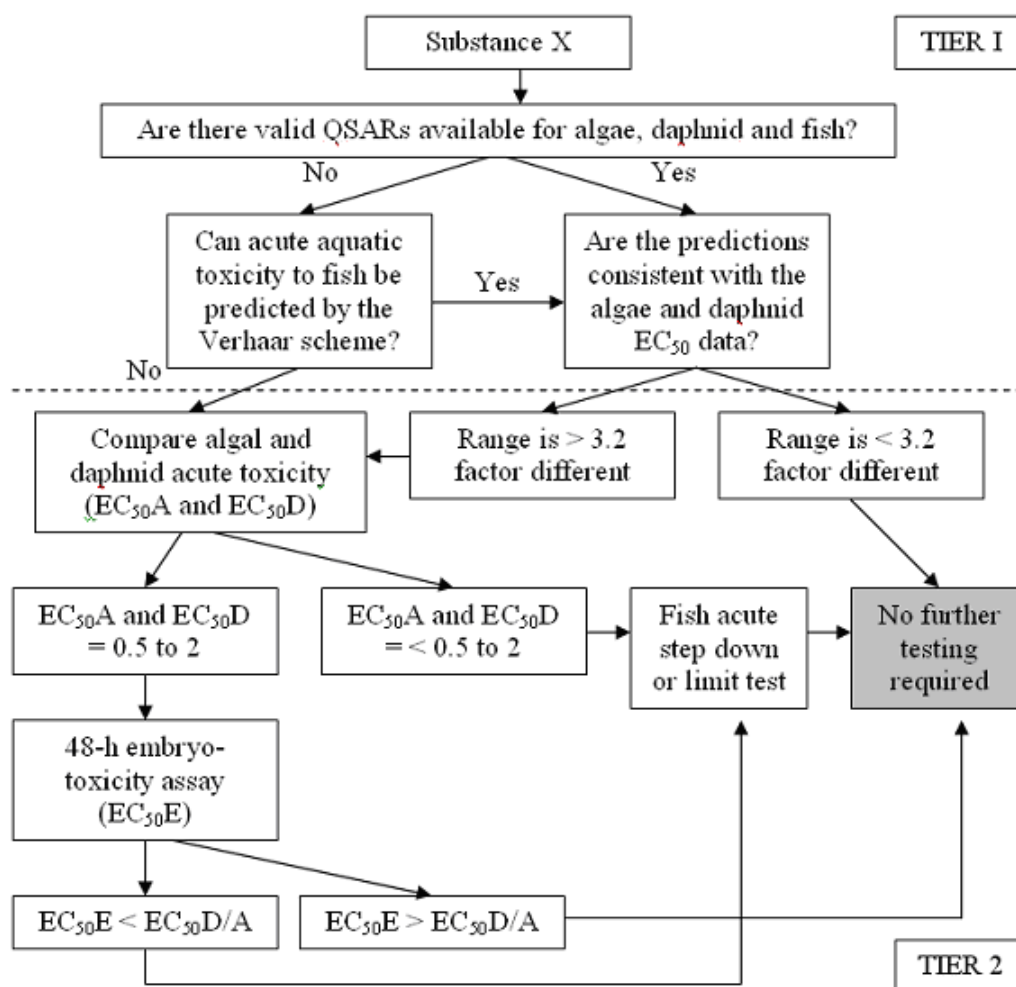 Substance X
TIER I
Are there valid QSARs available for algae, daphnid and fish?
No
Yes
Can acute aquatic
toxicity to fish be
predicted by the
Verhaar scheme?
Yes
Are the predictions
consistent with the
algae and daphnid
EC₅₀ data?
No
Compare algal and
daphnid acute toxicity
(EC₅₀A and EC₅₀D)
Range is > 3.2
factor different
Range is < 3.2
factor different
EC₅₀A and EC₅₀D
= 0.5 to 2
EC₅₀A and EC₅₀D
= < 0.5 to 2
Fish acute
step down
or limit test
No further
testing
required
48-h embryo-
toxicity assay
(EC₅₀E)
EC₅₀E < EC₅₀D/A
EC₅₀E > EC₅₀D/A
TIER 2